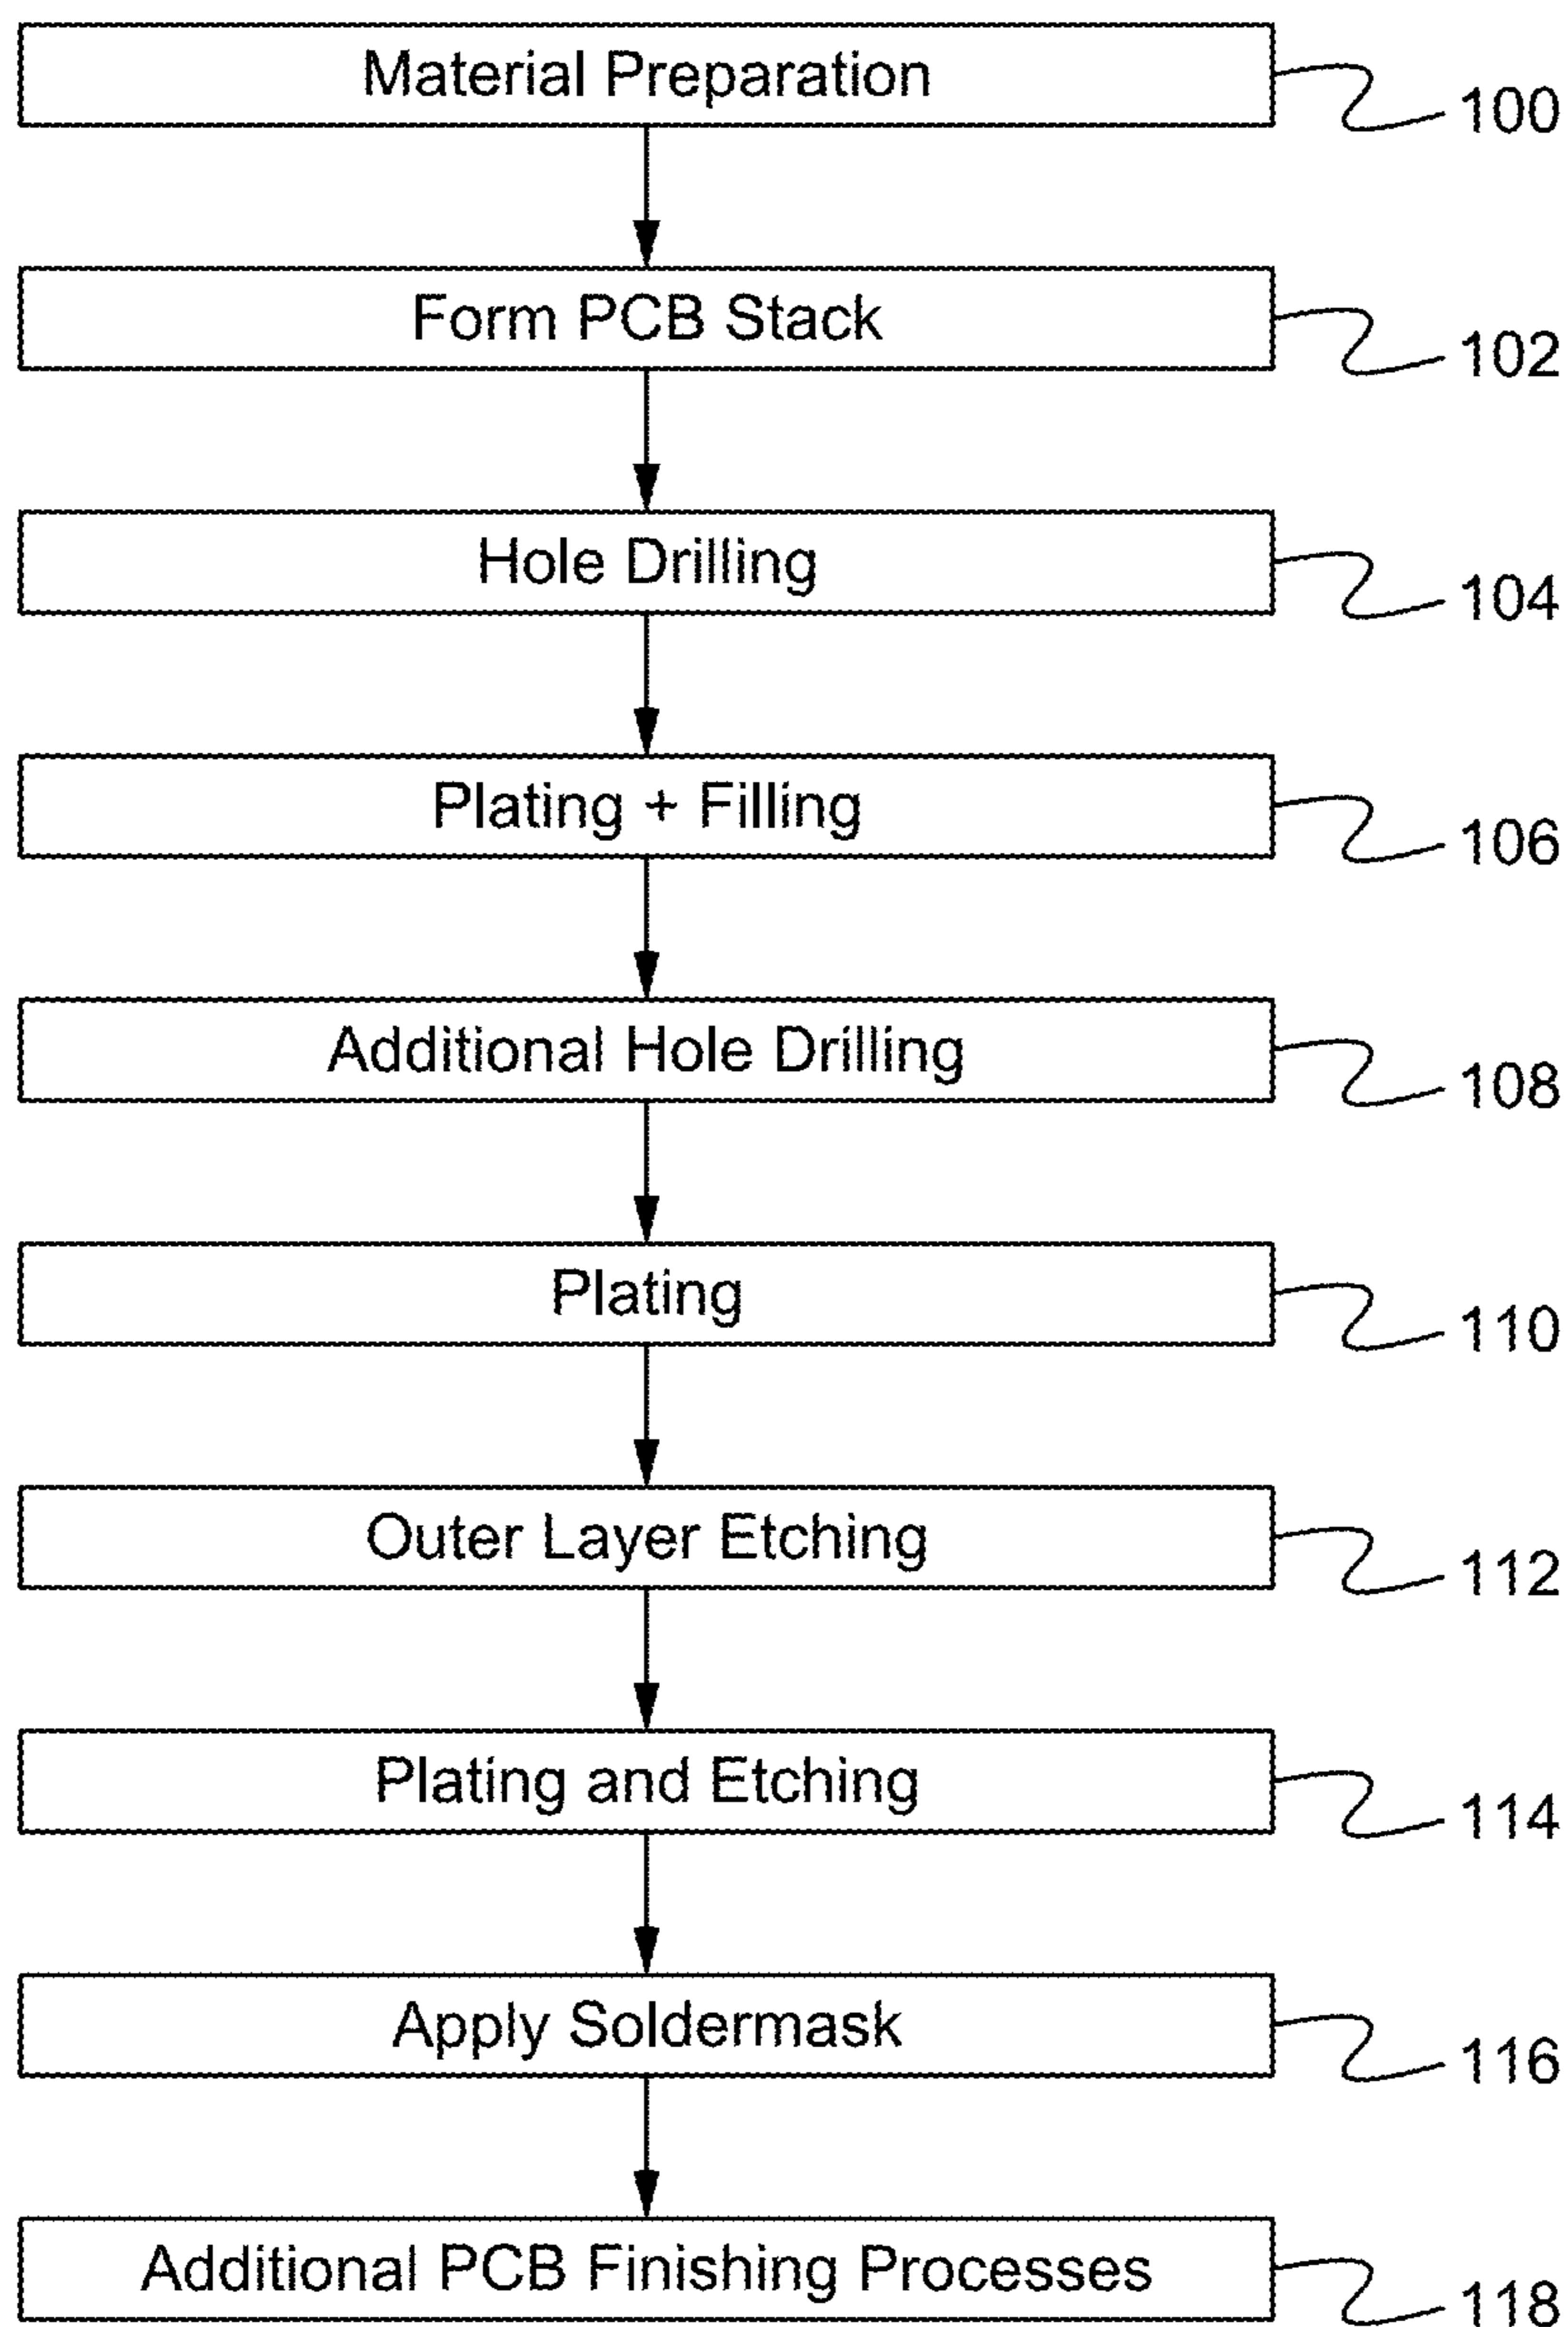 Material Preparation
100
Form PCB Stack
102
Hole Drilling
104
Plating + Filling
106
Additional Hole Drilling
108
Plating
110
Outer Layer Etching
112
Plating and Etching
114
Apply Soldermask
116
Additional PCB Finishing Processes
118